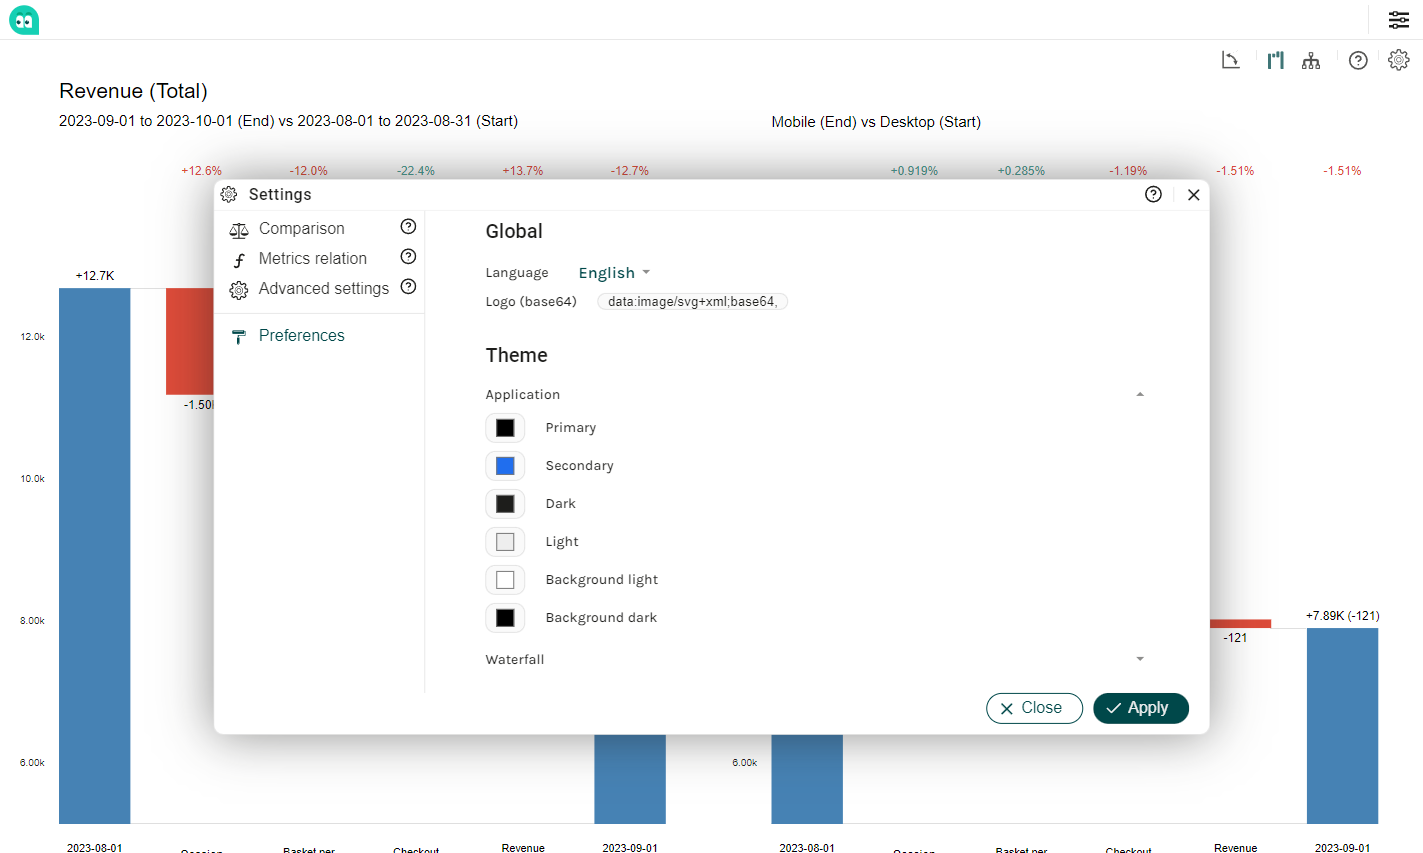 Revenue (Total)
2023-09-01 to 2023-10-01 (End) vs 2023-08-01 to 2023-08-31 (Start)
Mobile (End) vs Desktop (Start)
+12.6%
-12.0%
-22.4%
+13.7%
-12.7%
+0.919%
+0.285%
-1.19%
-1.51%
-1.51%
Settings
Comparison
Metrics relation
Advanced settings
Preferences
Global
Language English
Logo (base64) data:image/svg+xml;base64,
Theme
Application
Primary
Secondary
Dark
Light
Background light
Background dark
Waterfall
Close
Apply
+12.7K
12.0k
-1.50
10.0k
8.00k
6.00k
+7.89K (-121)
-121
6.00k
2023-08-01
Session
Basket per
Checkout
Revenue
2023-09-01
2023-08-01
Session
Basket per
Checkout
Revenue
2023-09-01